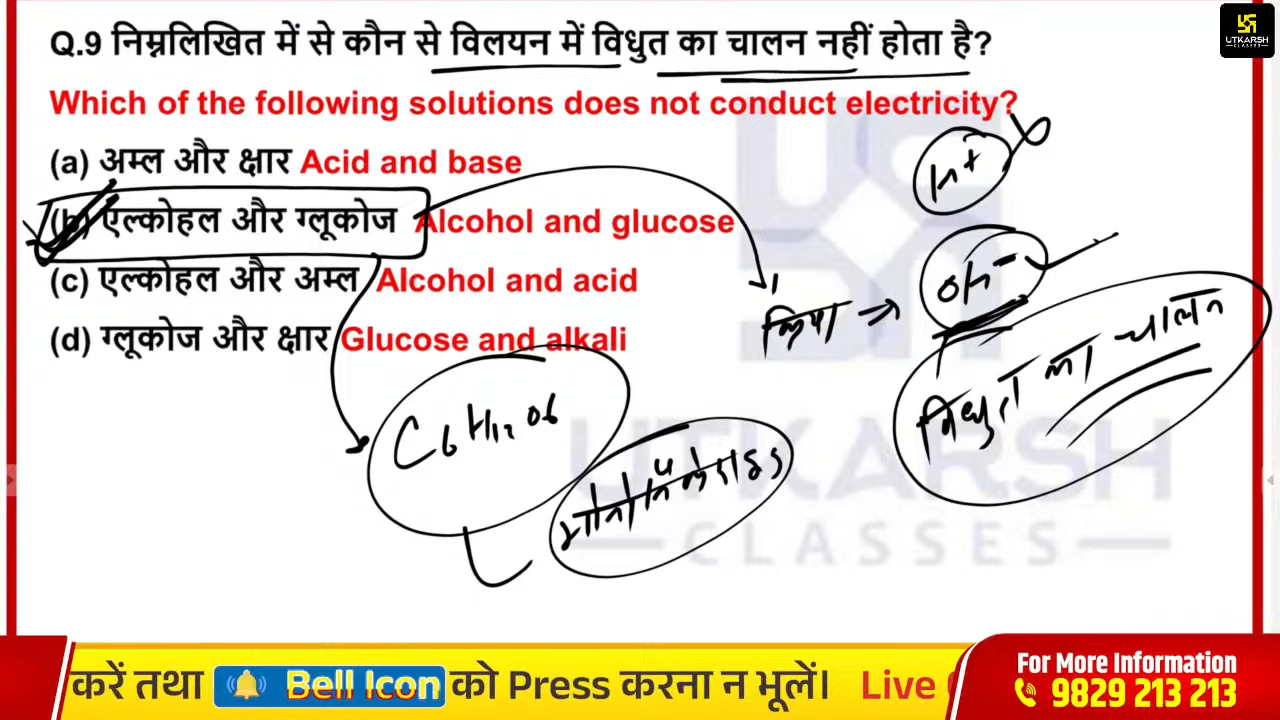 Q.9 निम्नलिखित में से कौन से विलयन में विधुत का चालन नहीं होता है?
Which of the following solutions does not conduct electricity?
(a) अम्ल और क्षार Acid and base
(b) एल्कोहल और ग्लूकोज Alcohol and glucose
(c) एल्कोहल और अम्ल Alcohol and acid
(d) ग्लूकोज और क्षार Glucose and alkali
H+
OH-
का चालन
C6H12O6
UTKARSH
CLASSES
UTKARSH
CLASSES
करें तथा Bell Icon को Press करना न भूलें। Live
For More Information
9829 213 213